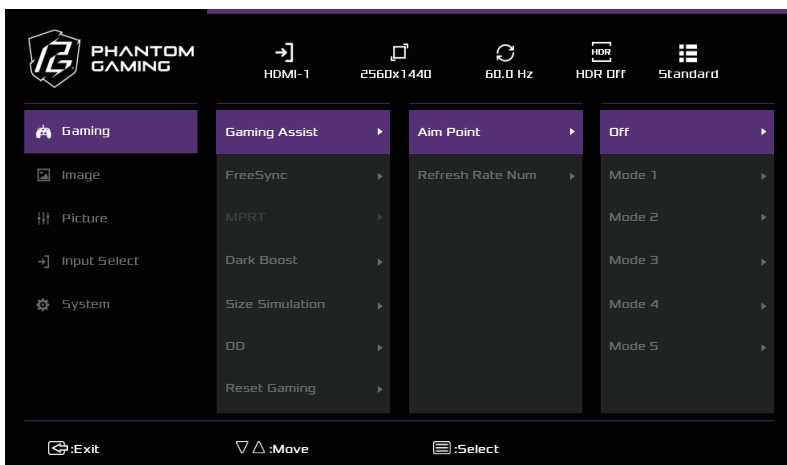 PHANTOM
GAMING
HDMI-1
2560x1440
60.0 Hz
HDR
HDR Off
Standard
Gaming
Image
Picture
Input Select
System
Gaming Assist
FreeSync
MPRT
Dark Boost
Size Simulation
OD
Reset Gaming
Aim Point
Refresh Rate Num
Off
Mode 1
Mode 2
Mode 3
Mode 4
Mode 5
:Exit
:Move
:Select